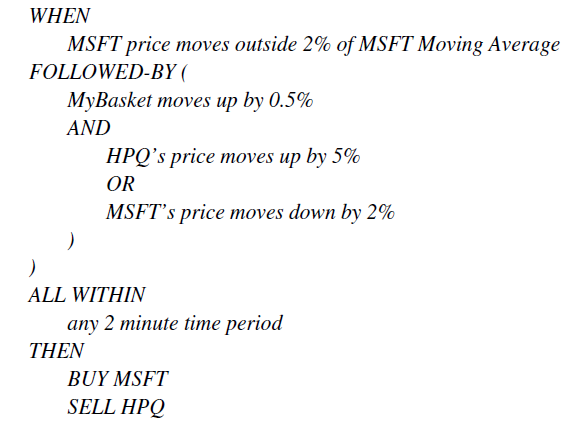 WHEN
MSFT price moves outside 2% of MSFT Moving Average
FOLLOWED-BY (
MyBasket moves up by 0.5%
AND
HPQ's price moves up by 5%
OR
MSFT's price moves down by 2%
)
)
ALL WITHIN
any 2 minute time period
THEN
BUY MSFT
SELL HPQ